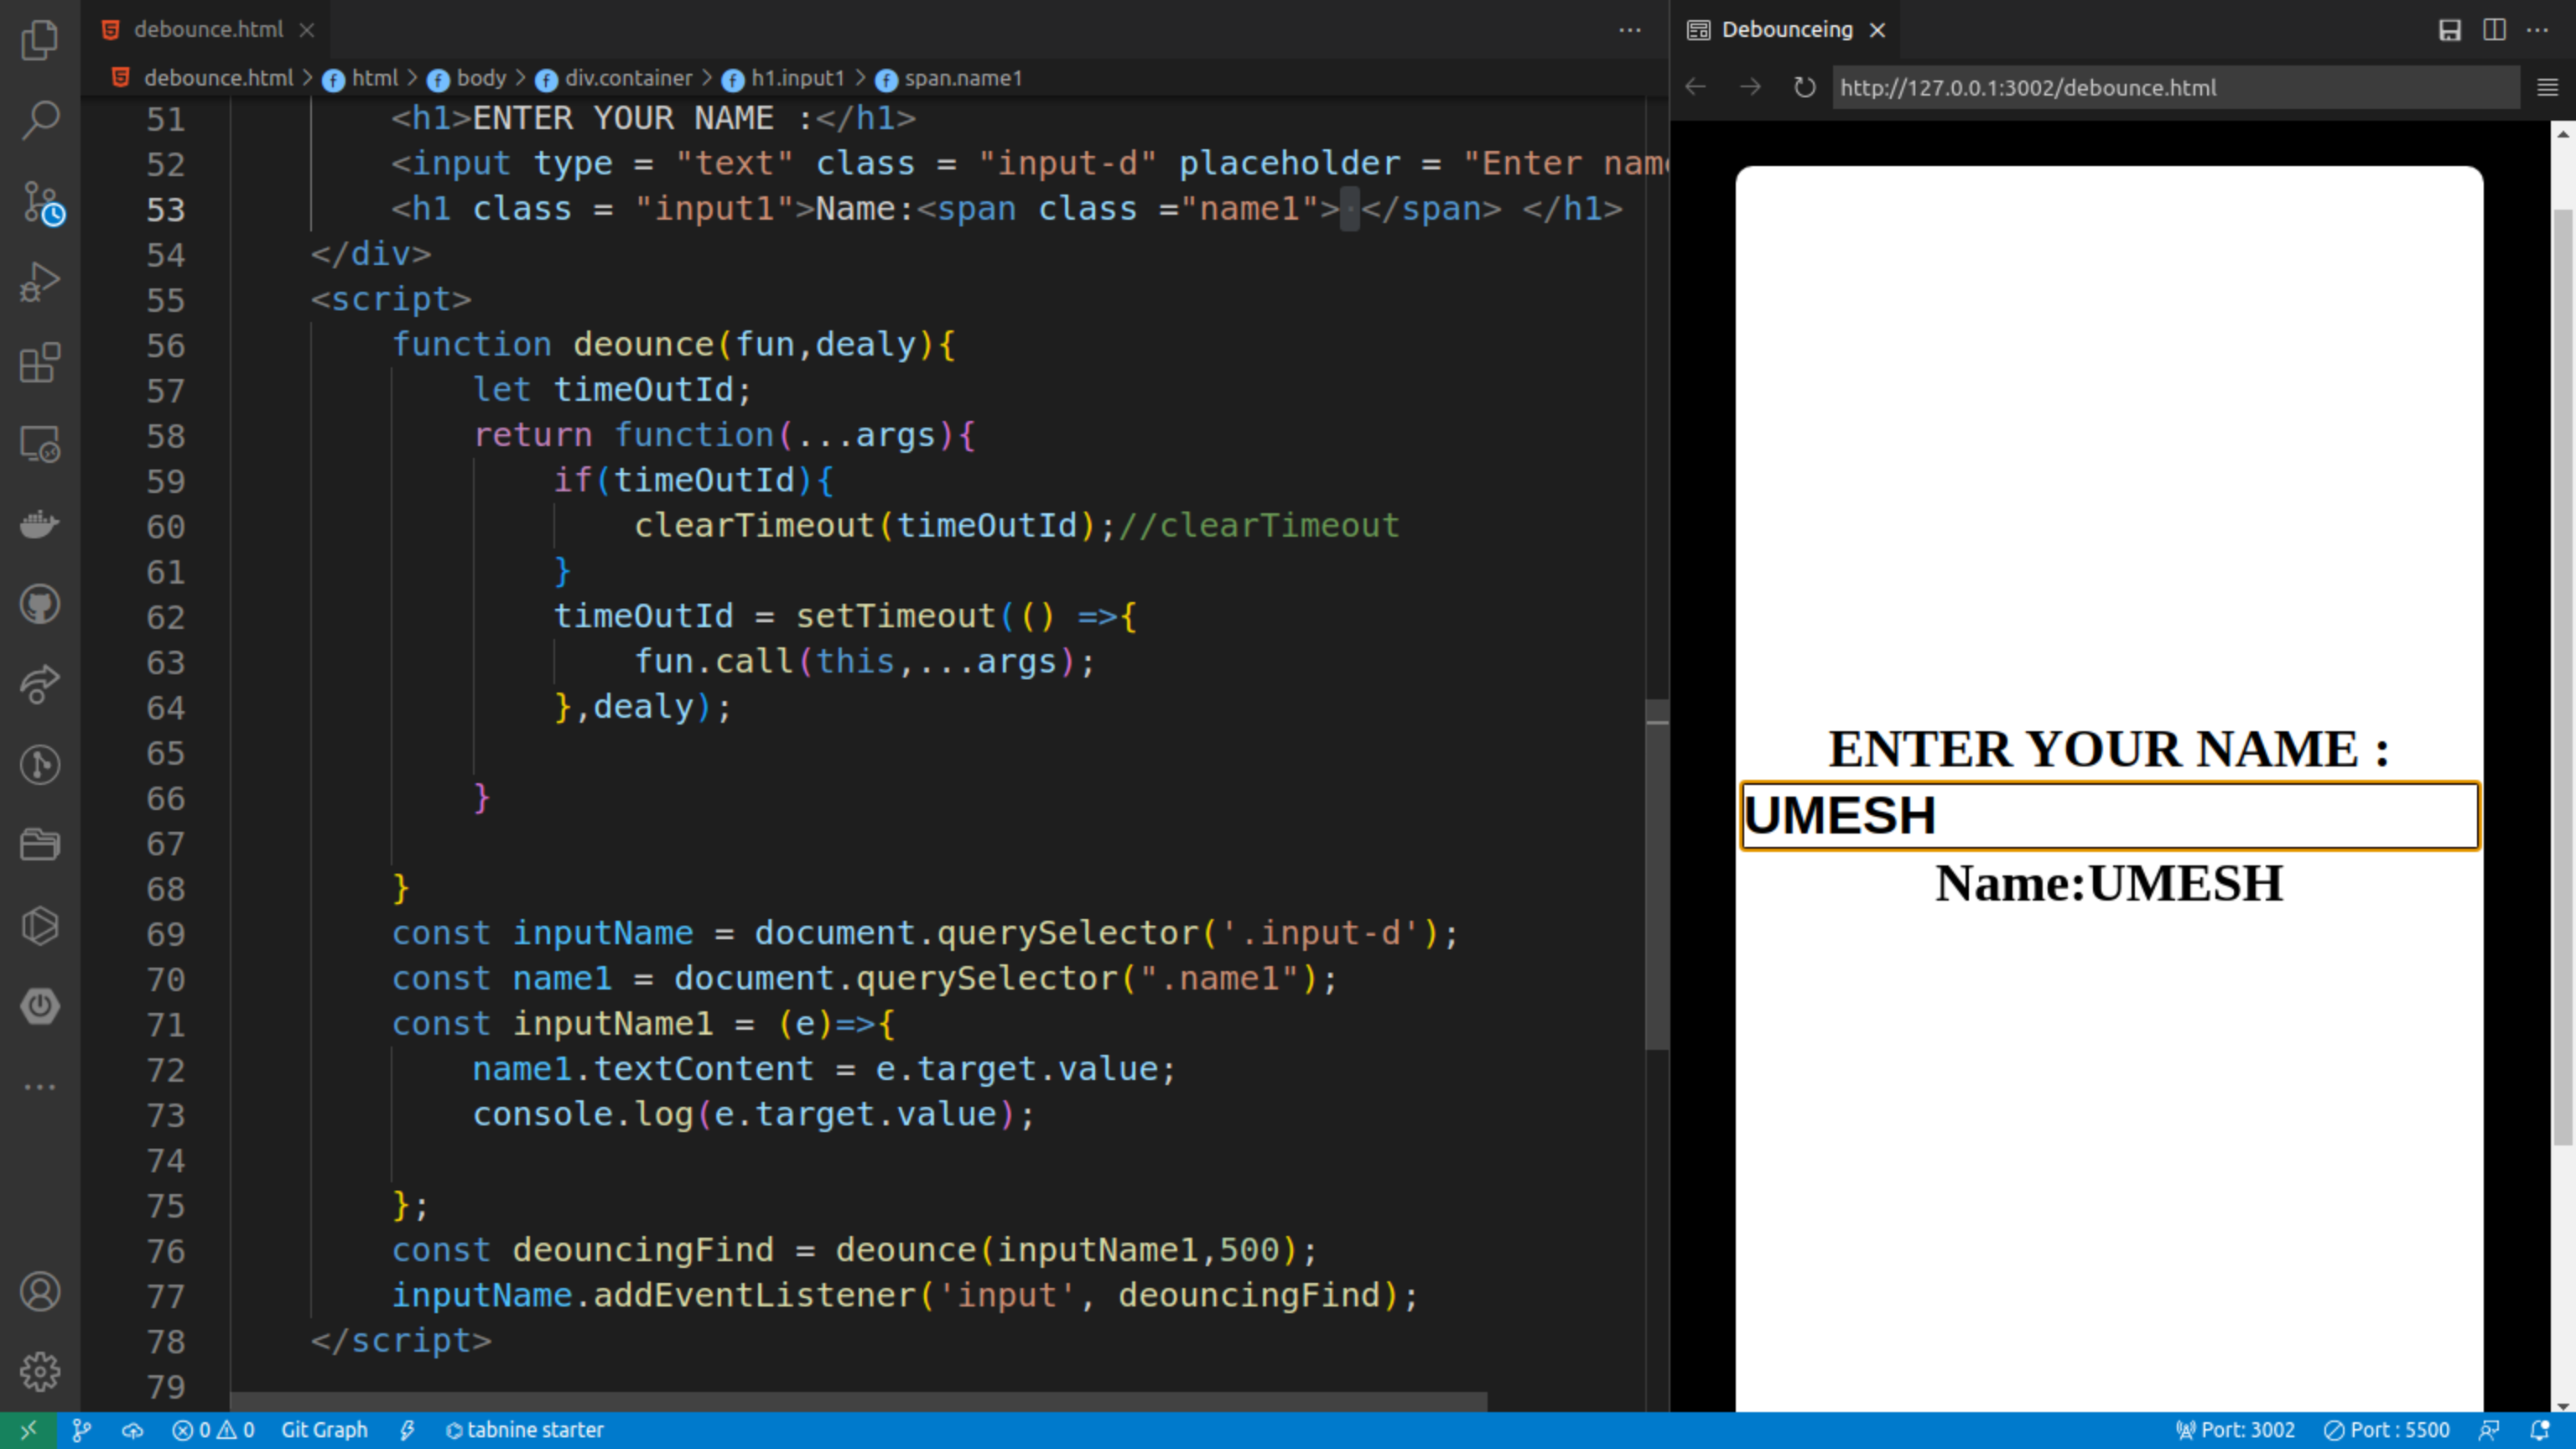 debounce.html
debounce.html > html > body > div.container > h1.input1 > span.name1
51 <h1>ENTER YOUR NAME :</h1>
52 <input type = "text" class = "input-d" placeholder = "Enter nam
53 <h1 class = "input1">Name:<span class ="name1"> </span> </h1>
54 </div>
55 <script>
56 function deounce(fun,dealy){
57 let timeOutId;
58 return function(...args){
59 if(timeOutId){
60 clearTimeout(timeOutId);//clearTimeout
61 }
62 timeOutId = setTimeout(() =>{
63 fun.call(this,...args);
64 },dealy);
65
66 }
67
68 }
69 const inputName = document.querySelector('.input-d');
70 const name1 = document.querySelector(".name1");
71 const inputName1 = (e)=>{
72 name1.textContent = e.target.value;
73 console.log(e.target.value);
74
75 };
76 const deouncingFind = deounce(inputName1,500);
77 inputName.addEventListener('input', deouncingFind);
78 </script>
79
Debounceing
http://127.0.0.1:3002/debounce.html
ENTER YOUR NAME :
UMESH
Name:UMESH
0 0 Git Graph tabnine starter Port: 3002 Port : 5500